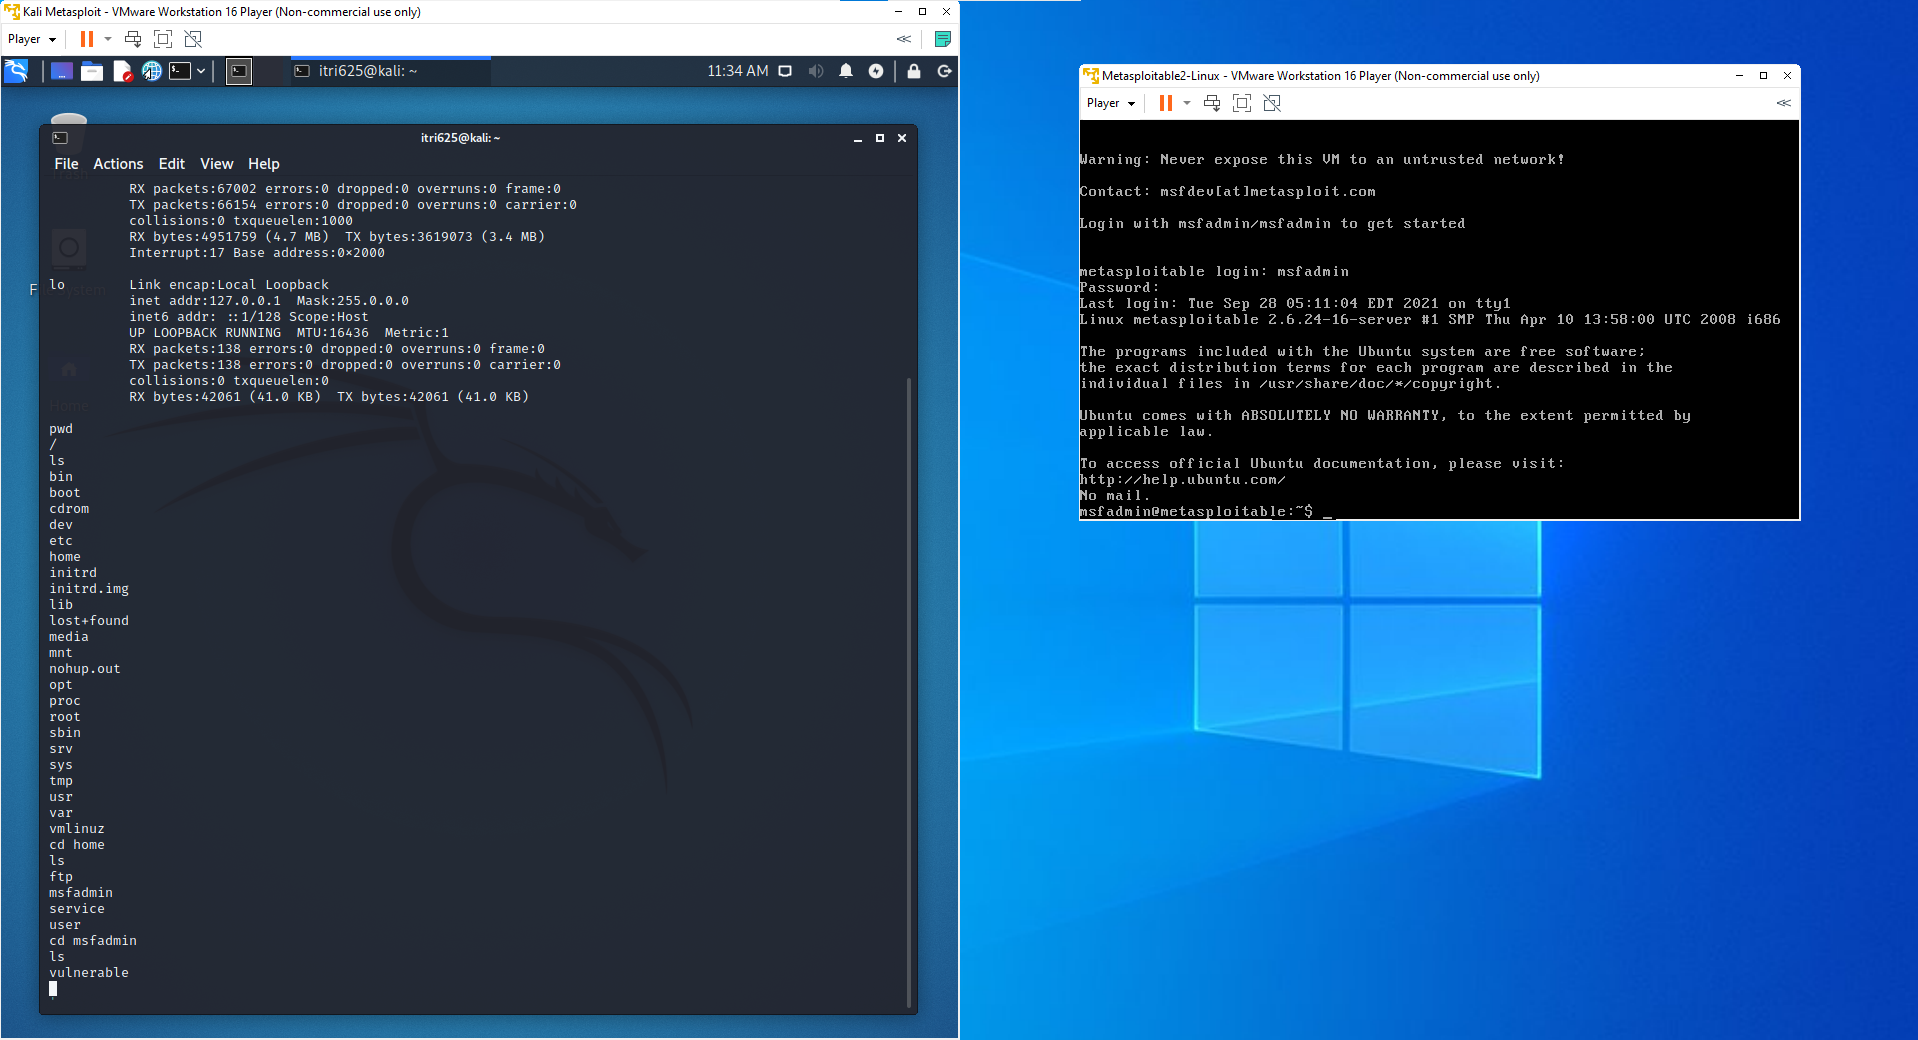 Kali Metasploit - VMware Workstation 16 Player (Non-commercial use only)
Player
itri625@kali: ~
11:34 AM
itri625@kali: ~
File Actions Edit View Help
RX packets:67002 errors:0 dropped:0 overruns:0 frame:0
TX packets:66154 errors:0 dropped:0 overruns:0 carrier:0
collisions:0 txqueuelen:1000
RX bytes:4951759 (4.7 MB)  TX bytes:3619073 (3.4 MB)
Interrupt:17 Base address:0×2000
lo        Link encap:Local Loopback
inet addr:127.0.0.1  Mask:255.0.0.0
inet6 addr: ::1/128 Scope:Host
UP LOOPBACK RUNNING  MTU:16436  Metric:1
RX packets:138 errors:0 dropped:0 overruns:0 frame:0
TX packets:138 errors:0 dropped:0 overruns:0 carrier:0
collisions:0 txqueuelen:0
RX bytes:42061 (41.0 KB)  TX bytes:42061 (41.0 KB)
Home
pwd
/
ls
bin
boot
cdrom
dev
etc
home
initrd
initrd.img
lib
lost+found
media
mnt
nohup.out
opt
proc
root
sbin
srv
sys
tmp
usr
var
vmlinuz
cd home
ls
ftp
msfadmin
service
user
cd msfadmin
ls
vulnerable
Metasploitable2-Linux - VMware Workstation 16 Player (Non-commercial use only)
Player
Warning: Never expose this VM to an untrusted network!
Contact: msfdev[at]metasploit.com
Login with msfadmin/msfadmin to get started
metasploitable login: msfadmin
Password:
Last login: Tue Sep 28 05:11:04 EDT 2021 on tty1
Linux metasploitable 2.6.24-16-server #1 SMP Thu Apr 10 13:58:00 UTC 2008 i686
The programs included with the Ubuntu system are free software;
the exact distribution terms for each program are described in the
individual files in /usr/share/doc/*/copyright.
Ubuntu comes with ABSOLUTELY NO WARRANTY, to the extent permitted by
applicable law.
To access official Ubuntu documentation, please visit:
http://help.ubuntu.com/
No mail.
msfadmin@metasploitable:~$ _